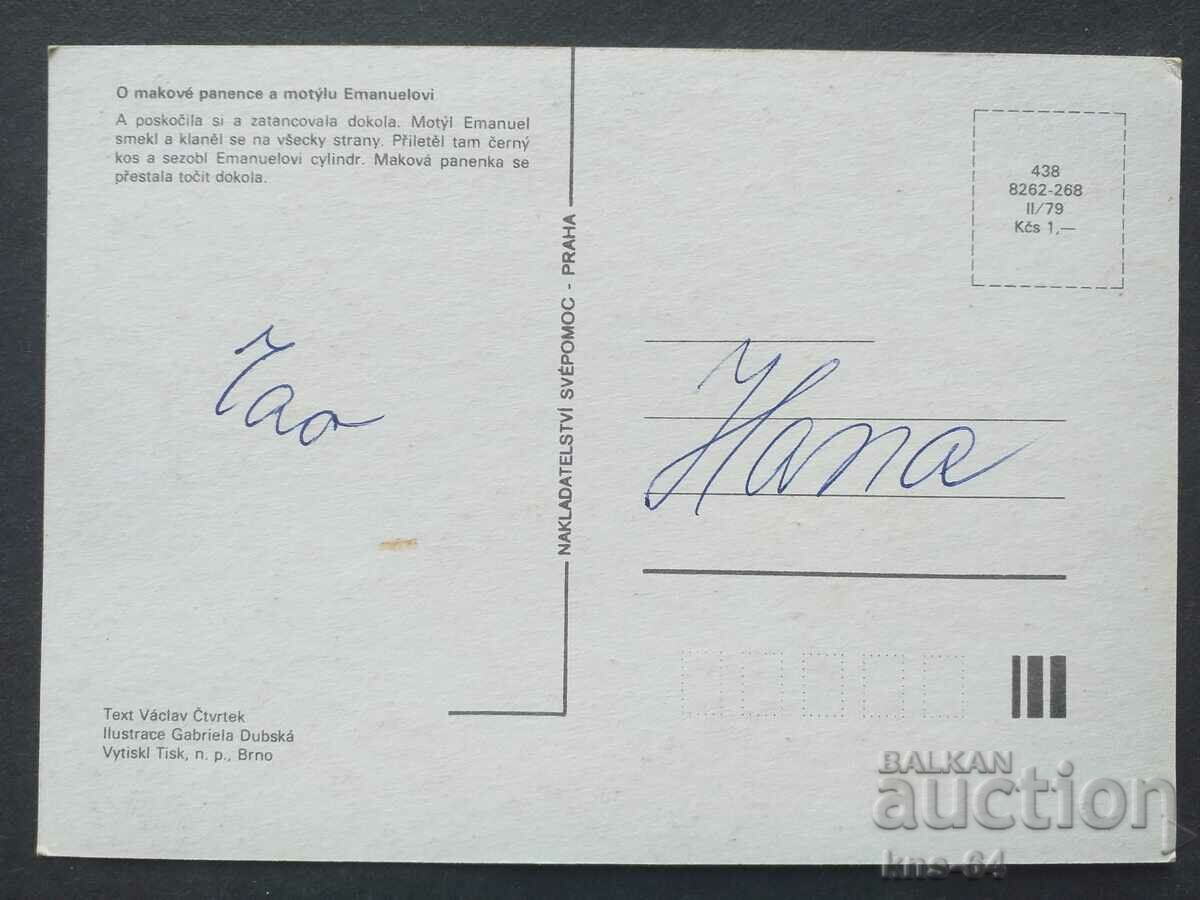 O makové panence a motýlu Emanuelovi
A poskočila si a zatancovala dokola. Motýl Emanuel
smekl a klaněl se na všecky strany. Přiletěl tam černý
kos a sezobl Emanuelovi cylindr. Maková panenka se
přestala točit dokola.
438
8262-268
II/79
Kčs 1,—
NAKLADATELSTVÍ SVÉPOMOC - PRAHA
Hana
Text Václav Čtvrtek
Ilustrace Gabriela Dubská
Vytiskl Tisk, n. p., Brno
BALKAN
auction
kns-64